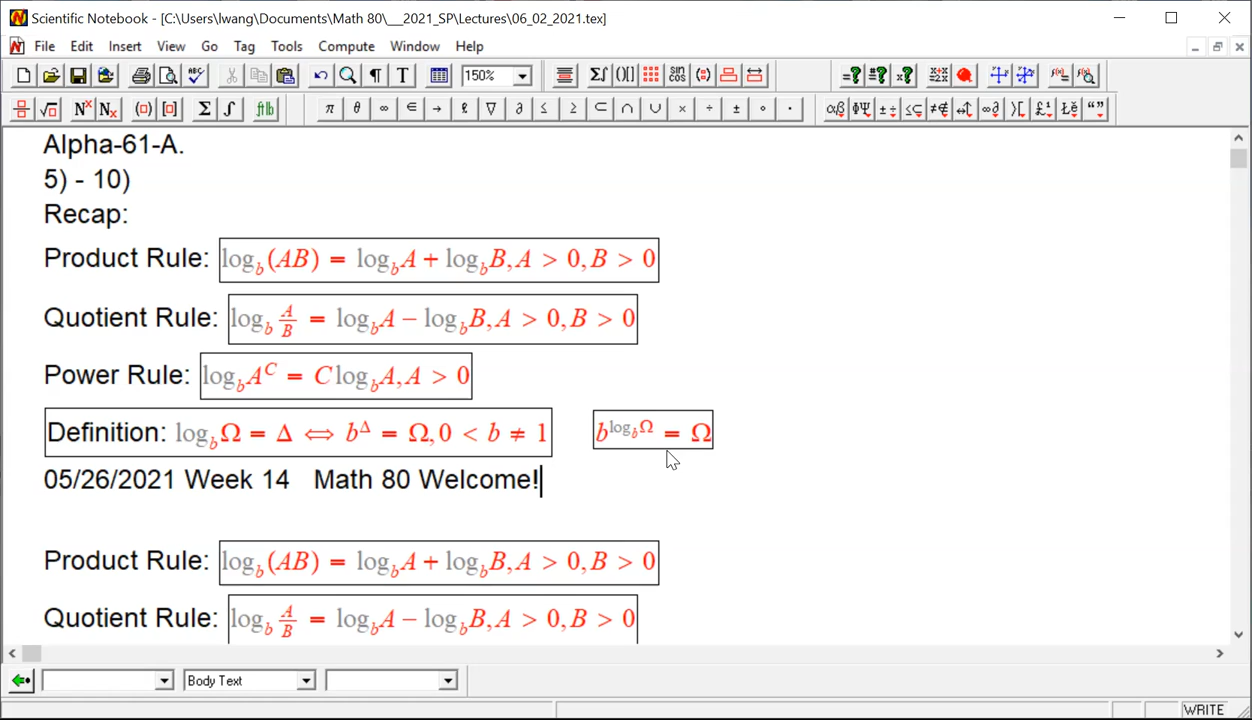 Scientific Notebook - [C:\Users\lwang\Documents\Math 80\__2021_SP\Lectures\06_02_2021.tex]
File Edit Insert View Go Tag Tools Compute Window Help
150%
Alpha-61-A.
5) - 10)
Recap:
Product Rule: log_b(AB) = log_b A + log_b B, A > 0, B > 0
Quotient Rule: log_b A/B = log_b A − log_b B, A > 0, B > 0
Power Rule: log_b A^C = C log_b A, A > 0
Definition: log_b Ω = Δ ⟺ b^Δ = Ω, 0 < b ≠ 1 b^{log_b Ω} = Ω
05/26/2021 Week 14 Math 80 Welcome!
Product Rule: log_b(AB) = log_b A + log_b B, A > 0, B > 0
Quotient Rule: log_b A/B = log_b A − log_b B, A > 0, B > 0
Body Text
WRITE